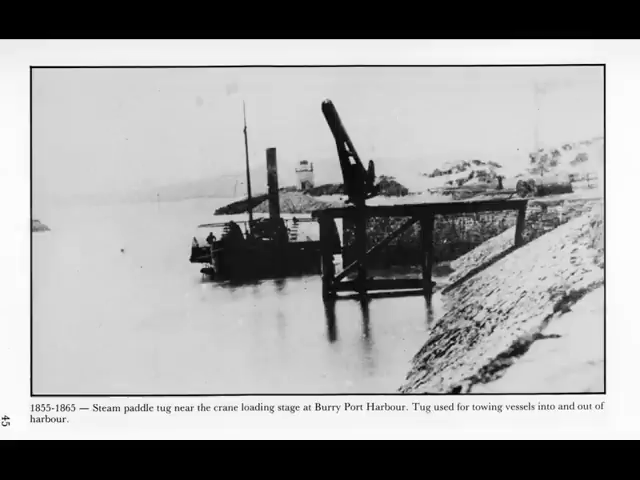 1855-1865 — Steam paddle tug near the crane loading stage at Burry Port Harbour. Tug used for towing vessels into and out of
harbour.
45